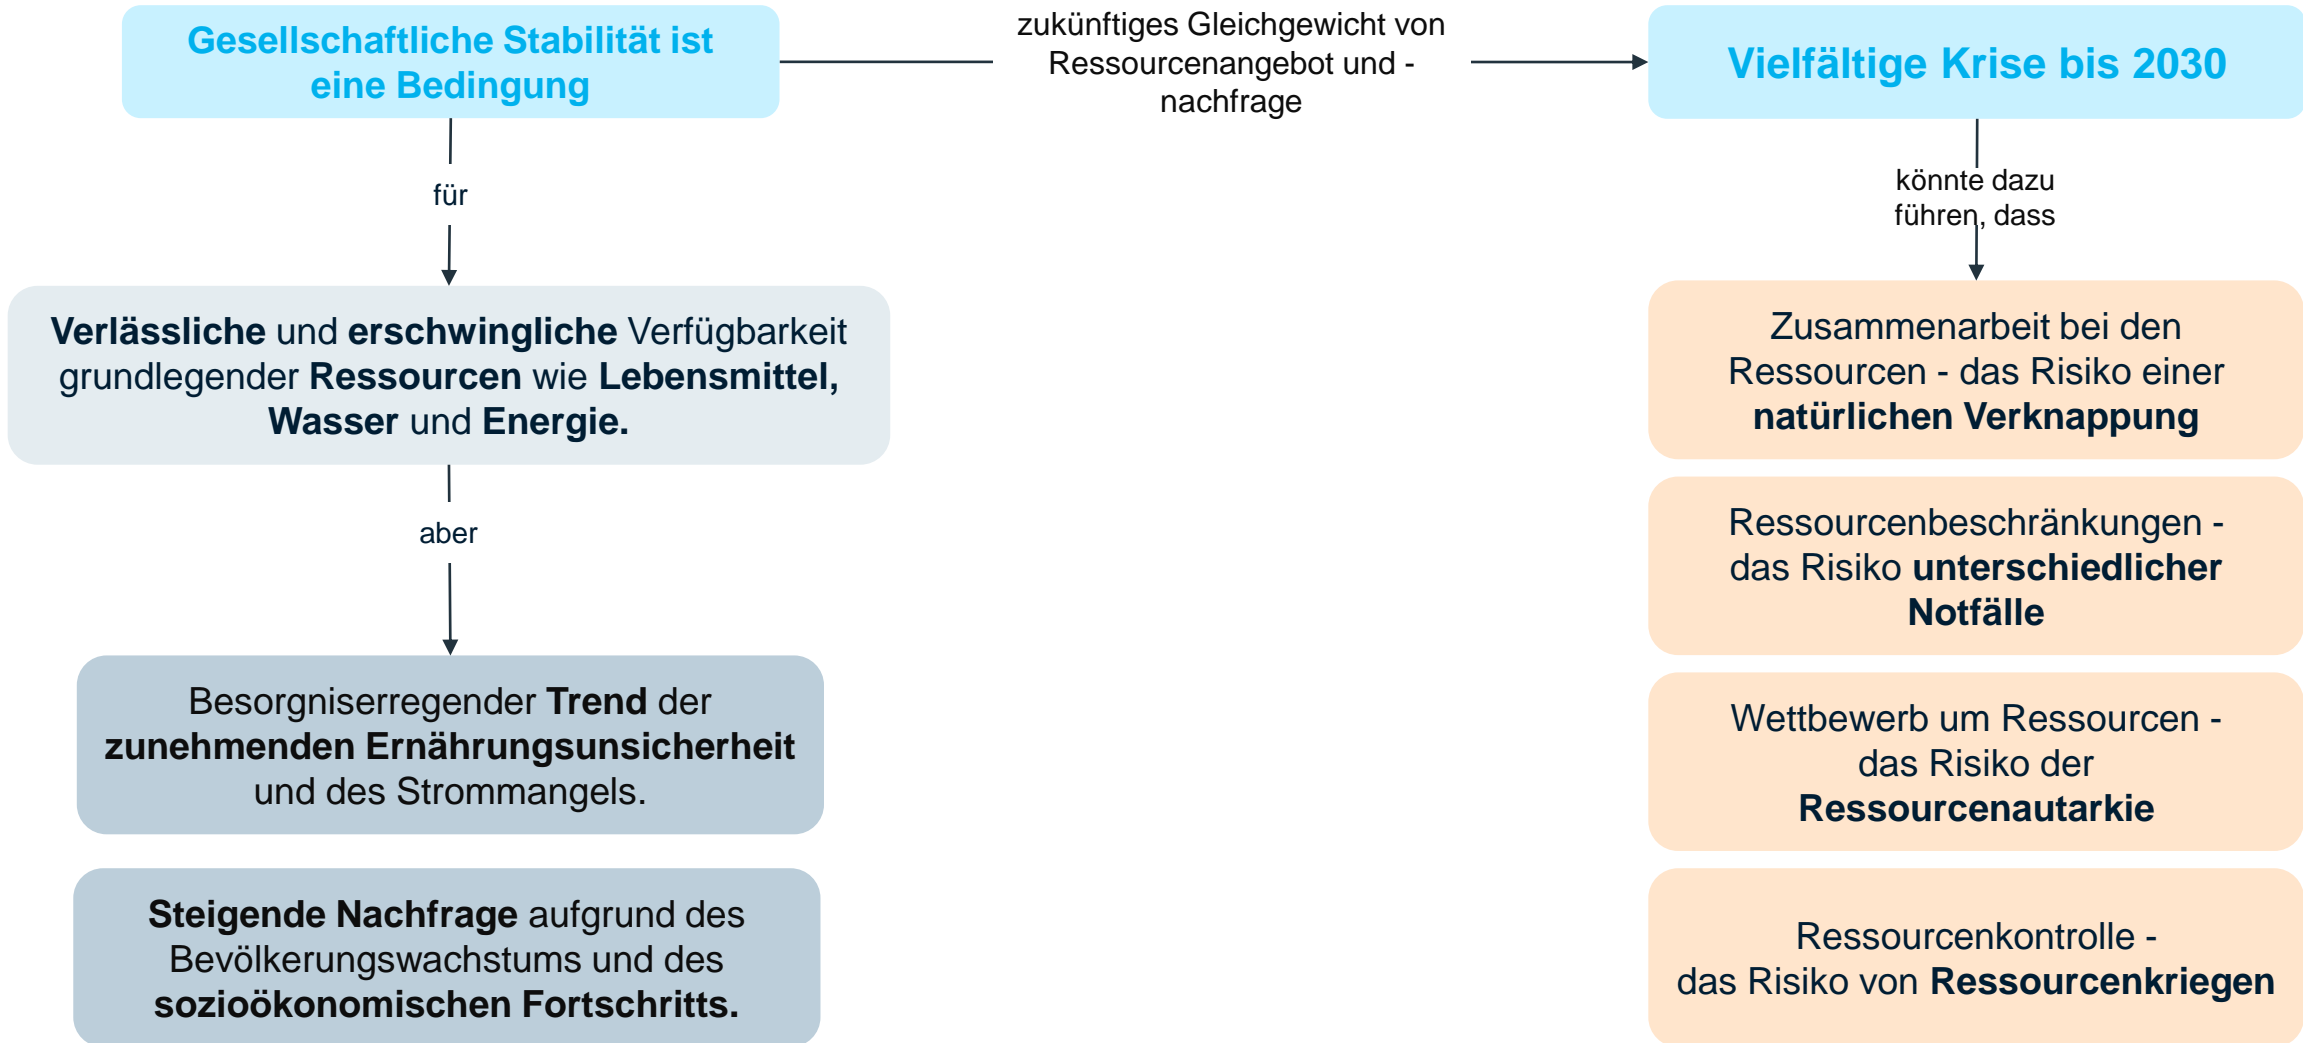 Gesellschaftliche Stabilität ist
eine Bedingung
zukünftiges Gleichgewicht von
Ressourcenangebot und -
nachfrage
Vielfältige Krise bis 2030
für
könnte dazu
führen, dass
Verlässliche und erschwingliche Verfügbarkeit
grundlegender Ressourcen wie Lebensmittel,
Wasser und Energie.
aber
Besorgniserregender Trend der
zunehmenden Ernährungsunsicherheit
und des Strommangels.
Steigende Nachfrage aufgrund des
Bevölkerungswachstums und des
sozioökonomischen Fortschritts.
Zusammenarbeit bei den
Ressourcen - das Risiko einer
natürlichen Verknappung
Ressourcenbeschränkungen -
das Risiko unterschiedlicher
Notfälle
Wettbewerb um Ressourcen -
das Risiko der
Ressourcenautarkie
Ressourcenkontrolle -
das Risiko von Ressourcenkriegen